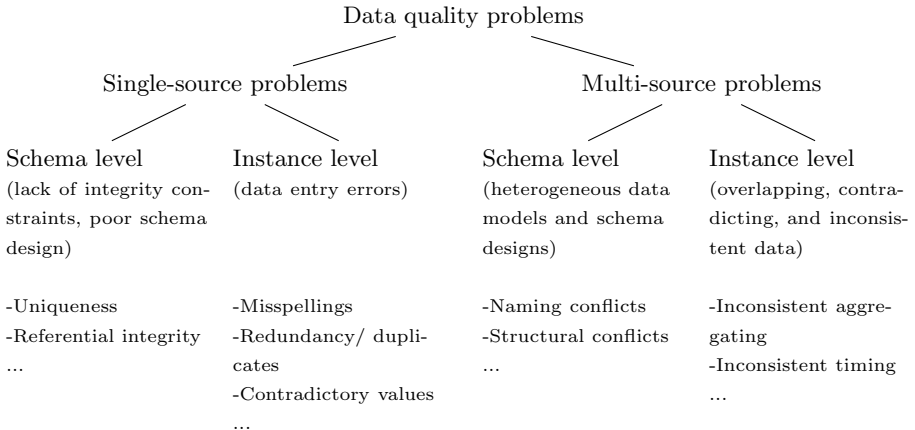 Data quality problems
Single-source problems
Multi-source problems
Schema level
(lack of integrity con-
straints, poor schema
design)
-Uniqueness
-Referential integrity
...
Instance level
(data entry errors)
-Misspellings
-Redundancy/ dupli-
cates
-Contradictory values
...
Schema level
(heterogeneous data
models and schema
designs)
-Naming conflicts
-Structural conflicts
...
Instance level
(overlapping, contra-
dicting, and inconsis-
tent data)
-Inconsistent aggre-
gating
-Inconsistent timing
...